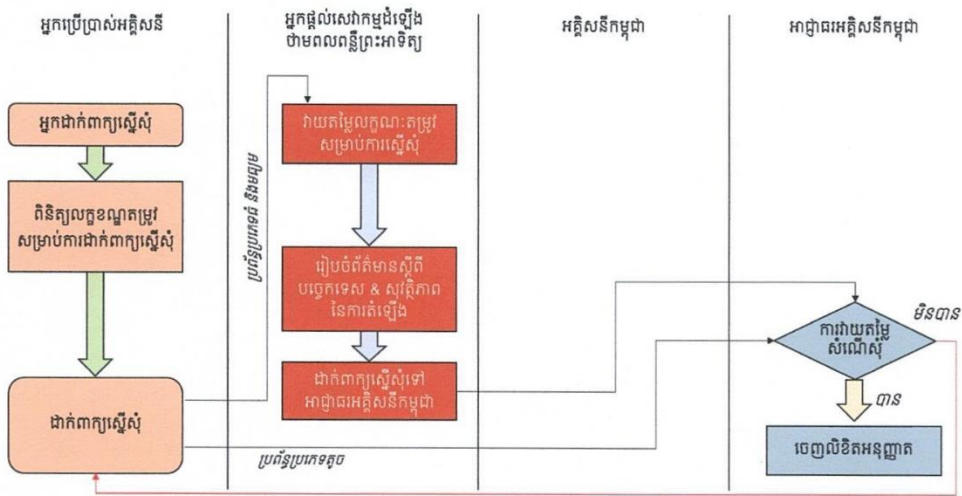 អ្នកប្រើប្រាស់អគ្គិសនី
អ្នកផ្តល់សេវាកម្មដំឡើង
ថាមពលពន្លឺព្រះអាទិត្យ
អគ្គិសនីកម្ពុជា
អាជ្ញាធរអគ្គិសនីកម្ពុជា
អ្នកដាក់ពាក្យស្នើសុំ
ពិនិត្យលក្ខខណ្ឌតម្រូវ
សម្រាប់ការដាក់ពាក្យស្នើសុំ
ដាក់ពាក្យស្នើសុំ
ប្រព័ន្ធប្រភេទធំ និងមធ្យម
វាយតម្លៃលក្ខណៈតម្រូវ
សម្រាប់ការស្នើសុំ
រៀបចំព័ត៌មានស្តីពី
បច្ចេកទេស & សុវត្ថិភាព
នៃការតំឡើង
ដាក់ពាក្យស្នើសុំទៅ
អាជ្ញាធរអគ្គិសនីកម្ពុជា
ប្រព័ន្ធប្រភេទតូច
ការវាយតម្លៃ
សំណើសុំ
មិនបាន
បាន
ចេញលិខិតអនុញ្ញាត